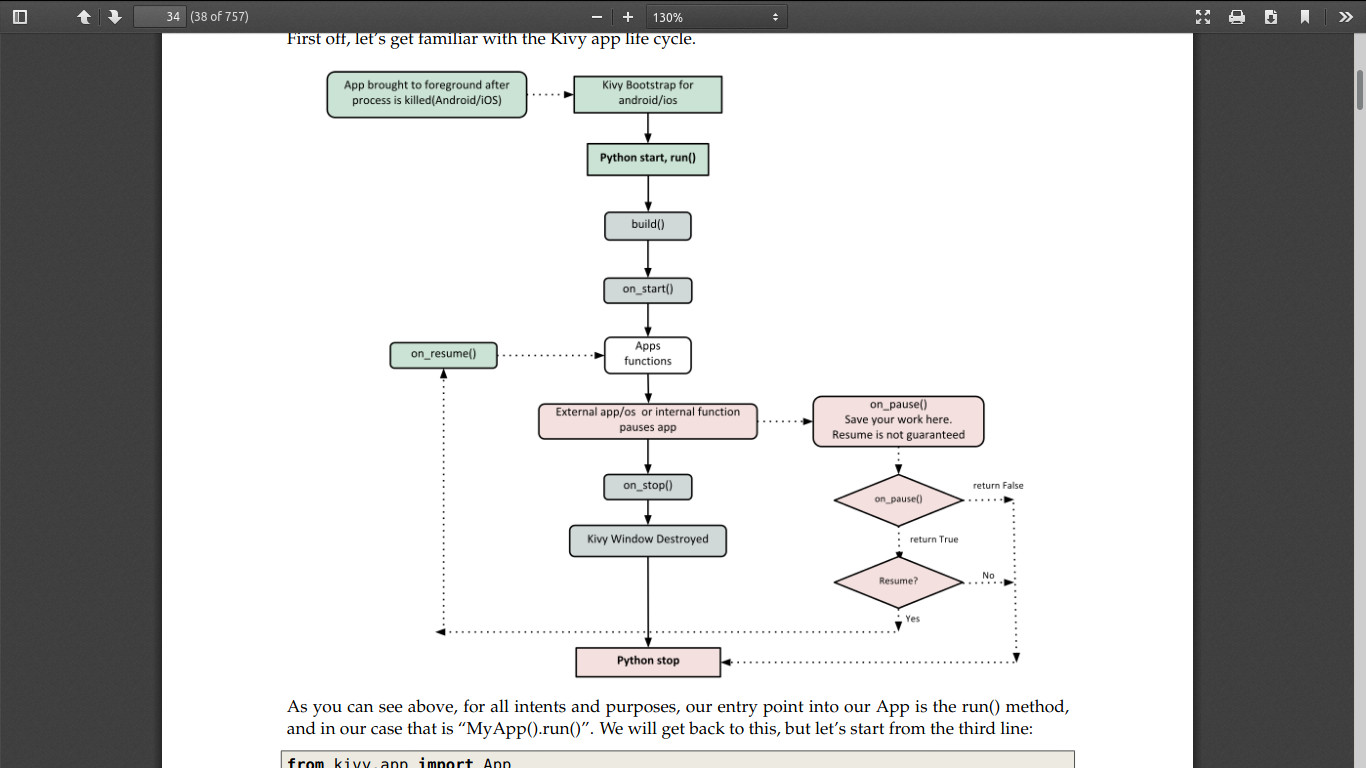 34 (38 of 757)
130%
First off, let's get familiar with the Kivy app life cycle.
App brought to foreground after
process is killed(Android/iOS)
Kivy Bootstrap for
android/ios
Python start, run()
build()
on_start()
on_resume()
Apps
functions
External app/os or internal function
pauses app
on_pause()
Save your work here.
Resume is not guaranteed
on_stop()
on_pause()
return False
Kivy Window Destroyed
return True
Resume?
No
Yes
Python stop
As you can see above, for all intents and purposes, our entry point into our App is the run() method,
and in our case that is “MyApp().run()”. We will get back to this, but let's start from the third line:
from kivy.app import App